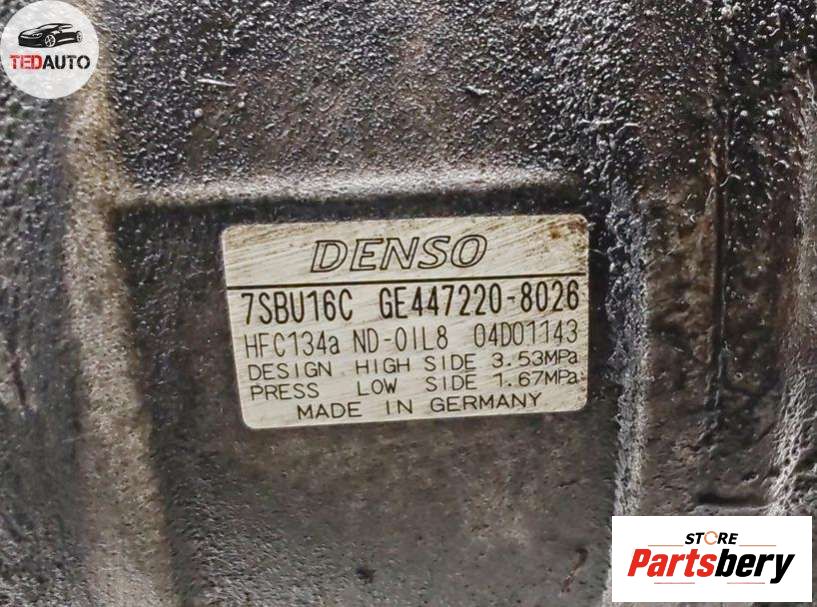 TEDAUTO
DENSO
7SBU16C GE447220-8026
HFC134a ND-OIL8 04D01143
DESIGN HIGH SIDE 3.53MPa
PRESS LOW SIDE 1.67MPa
MADE IN GERMANY
STORE
Partsbery